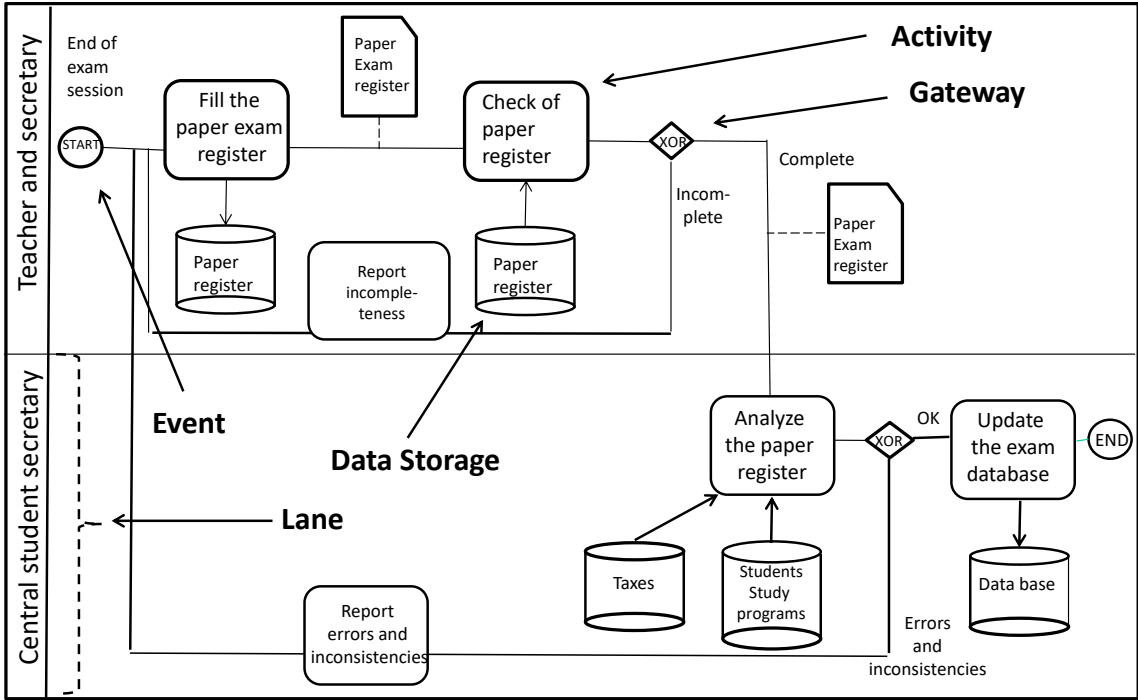 Teacher and secretary
End of
exam
session
START
Fill the
paper exam
register
Paper
Exam
register
Check of
paper
register
Activity
Gateway
XOR
Complete
Incom-
plete
Paper
Exam
register
Paper
register
Report
incomple-
teness
Paper
register
Central student secretary
Event
Data Storage
Lane
Analyze
the paper
register
XOR
OK
Update
the exam
database
END
Taxes
Students
Study
programs
Data base
Report
errors and
inconsistencies
Errors
and
inconsistencies